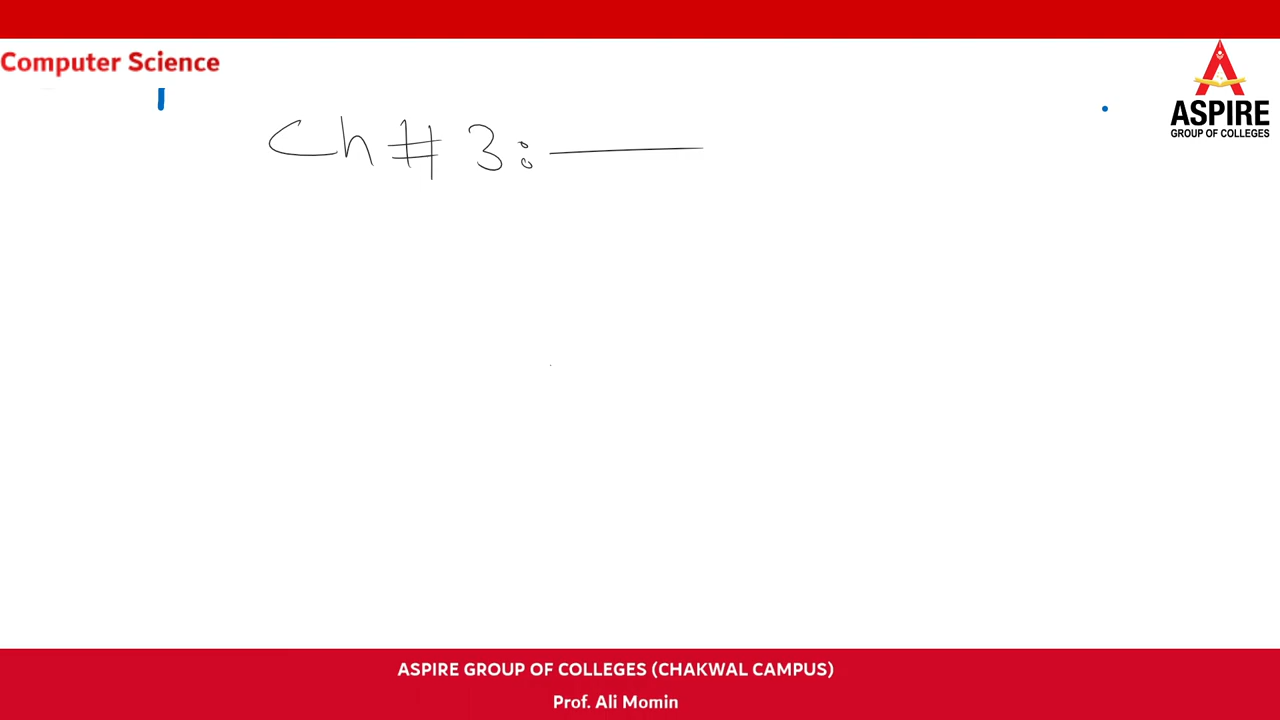 Computer Science
ASPIRE
GROUP OF COLLEGES
Ch # 3:
ASPIRE GROUP OF COLLEGES (CHAKWAL CAMPUS)
Prof. Ali Momin